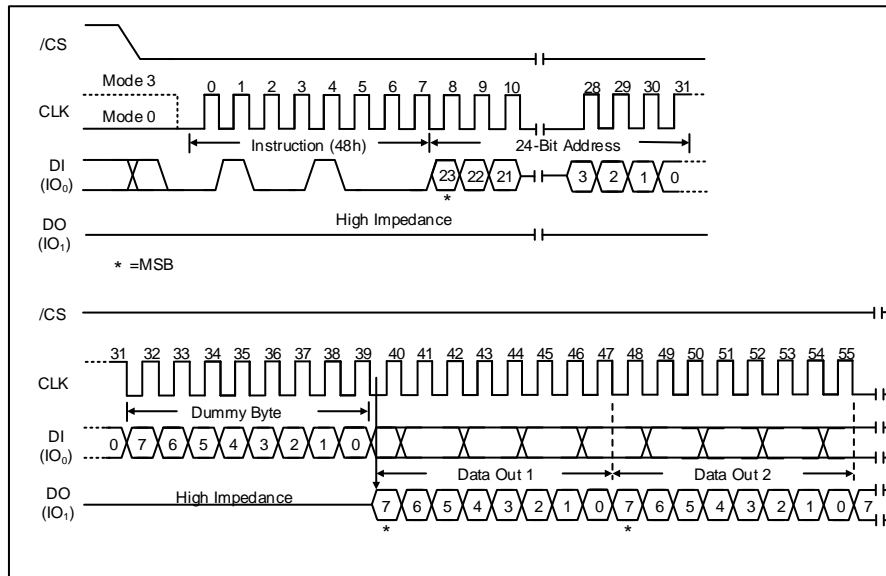 /CS
Mode 3
0 1 2 3 4 5 6 7 8 9 10 28 29 30 31
CLK
Mode 0
Instruction (48h) 24-Bit Address
DI
(IO₀)
23 22 21 3 2 1 0
*
High Impedance
DO
(IO₁)
* =MSB
/CS
31 32 33 34 35 36 37 38 39 40 41 42 43 44 45 46 47 48 49 50 51 52 53 54 55
CLK
Dummy Byte
DI
(IO₀)
0 7 6 5 4 3 2 1 0
Data Out 1 Data Out 2
DO
(IO₁)
High Impedance
7 6 5 4 3 2 1 0 7 6 5 4 3 2 1 0 7
* *